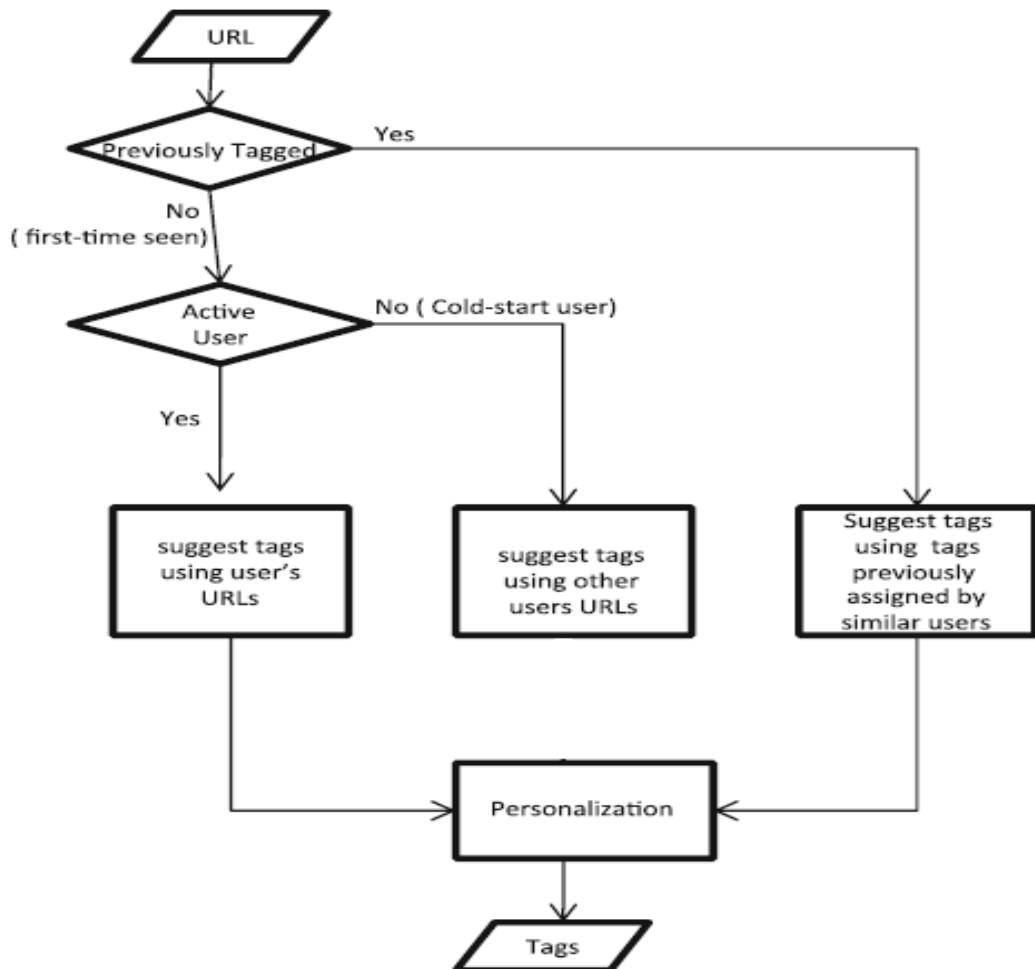 URL
Previously Tagged
Yes
No
( first-time seen)
Active
User
No ( Cold-start user)
Yes
suggest tags
using user's
URLs
suggest tags
using other
users URLs
Suggest tags
using tags
previously
assigned by
similar users
Personalization
Tags